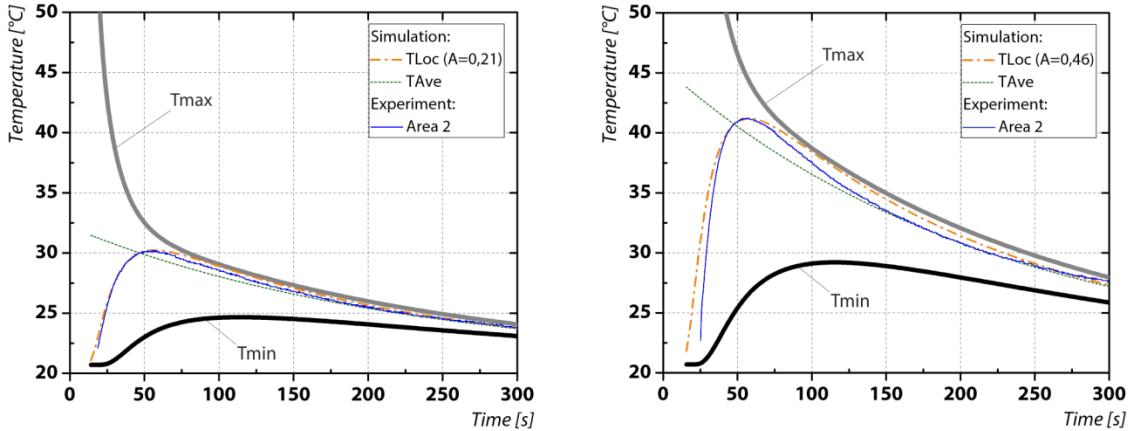 Temperature [°C]
50
45
40
35
30
25
20
0
50
100
150
200
250
300
Time [s]
Tmax
Tmin
Simulation:
TLoc (A=0,21)
TAve
Experiment:
Area 2
Temperature [°C]
50
45
40
35
30
25
20
0
50
100
150
200
250
300
Time [s]
Tmax
Tmin
Simulation:
TLoc (A=0,46)
TAve
Experiment:
Area 2